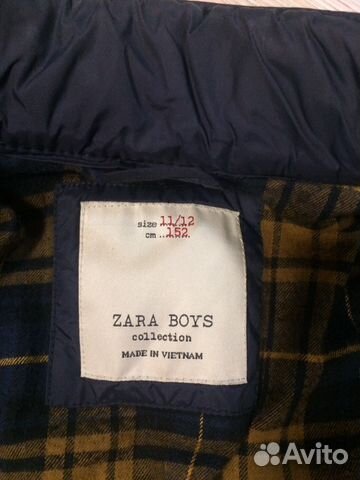 size 11/12
cm 152
ZARA BOYS
collection
MADE IN VIETNAM
Avito